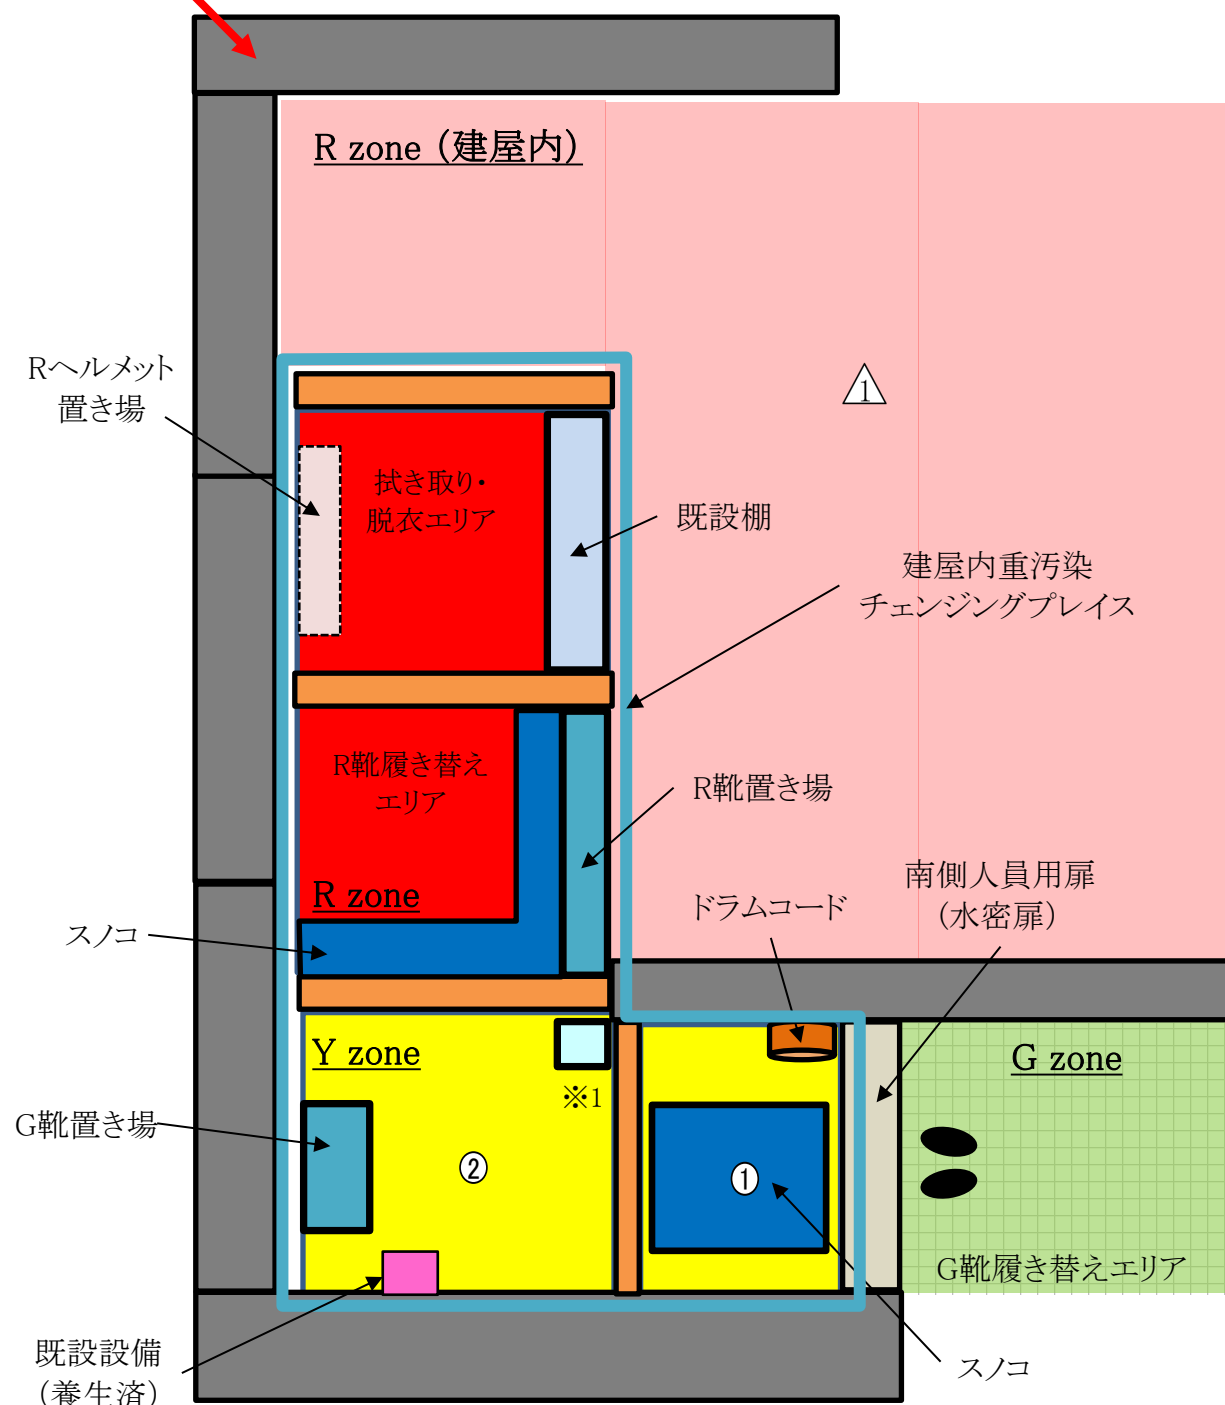 R zone（建屋内）
Rヘルメット
置き場
1
拭き取り・
脱衣エリア
既設棚
建屋内重汚染
チェンジングプレイス
R靴履き替え
エリア
R靴置き場
南側人員用扉
（水密扉）
R zone
ドラムコード
スノコ
Y zone
G zone
※1
G靴置き場
②
①
G靴履き替えエリア
既設設備
（養生済）
スノコ